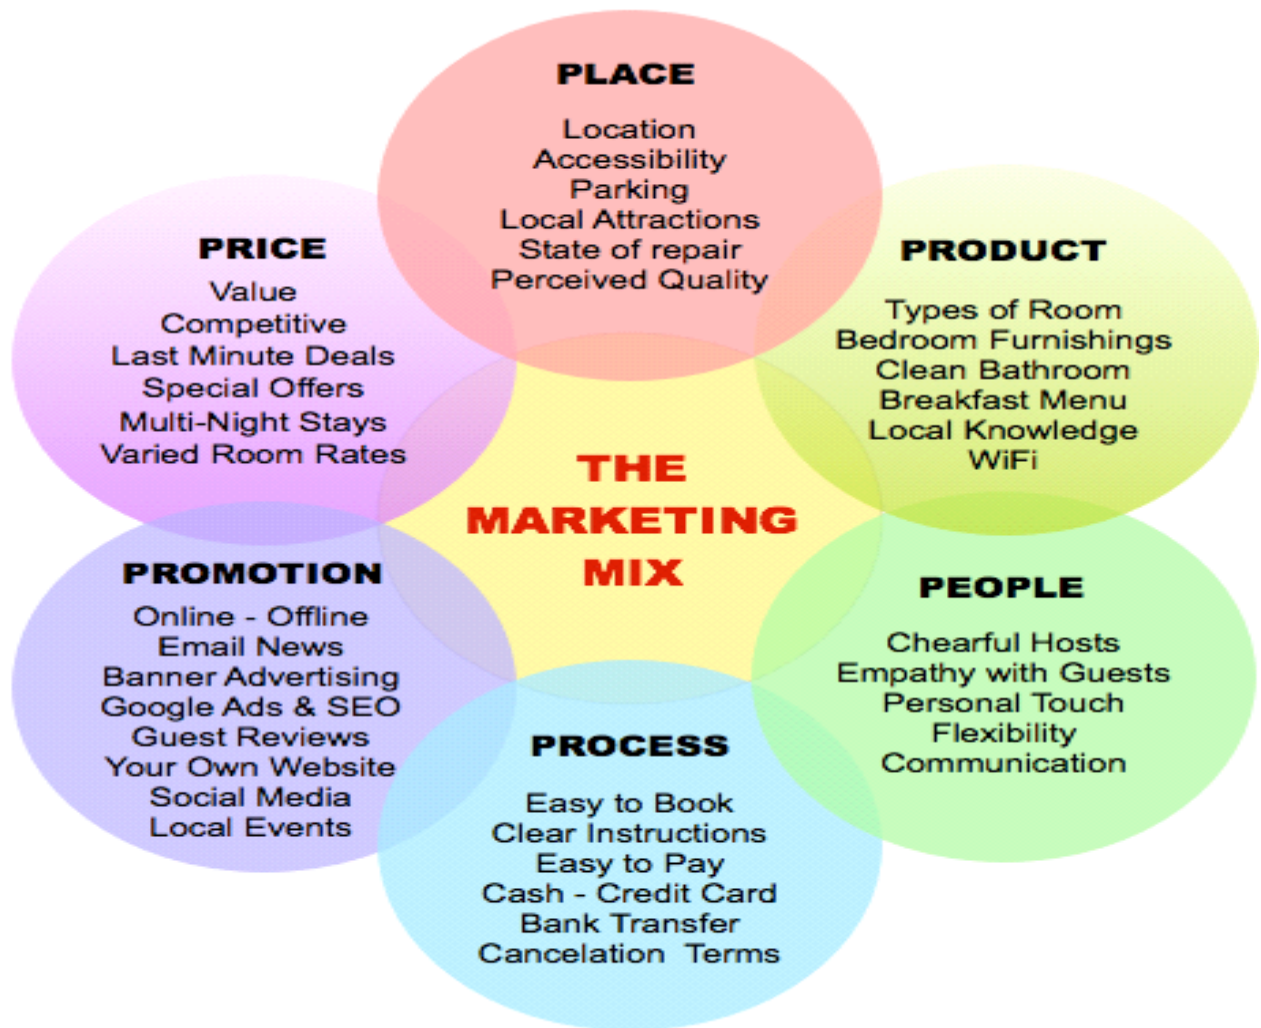 PLACE
Location
Accessibility
Parking
Local Attractions
State of repair
Perceived Quality
PRICE
Value
Competitive
Last Minute Deals
Special Offers
Multi-Night Stays
Varied Room Rates
PRODUCT
Types of Room
Bedroom Furnishings
Clean Bathroom
Breakfast Menu
Local Knowledge
WiFi
THE
MARKETING
MIX
PROMOTION
Online - Offline
Email News
Banner Advertising
Google Ads & SEO
Guest Reviews
Your Own Website
Social Media
Local Events
PEOPLE
Chearful Hosts
Empathy with Guests
Personal Touch
Flexibility
Communication
PROCESS
Easy to Book
Clear Instructions
Easy to Pay
Cash - Credit Card
Bank Transfer
Cancelation  Terms